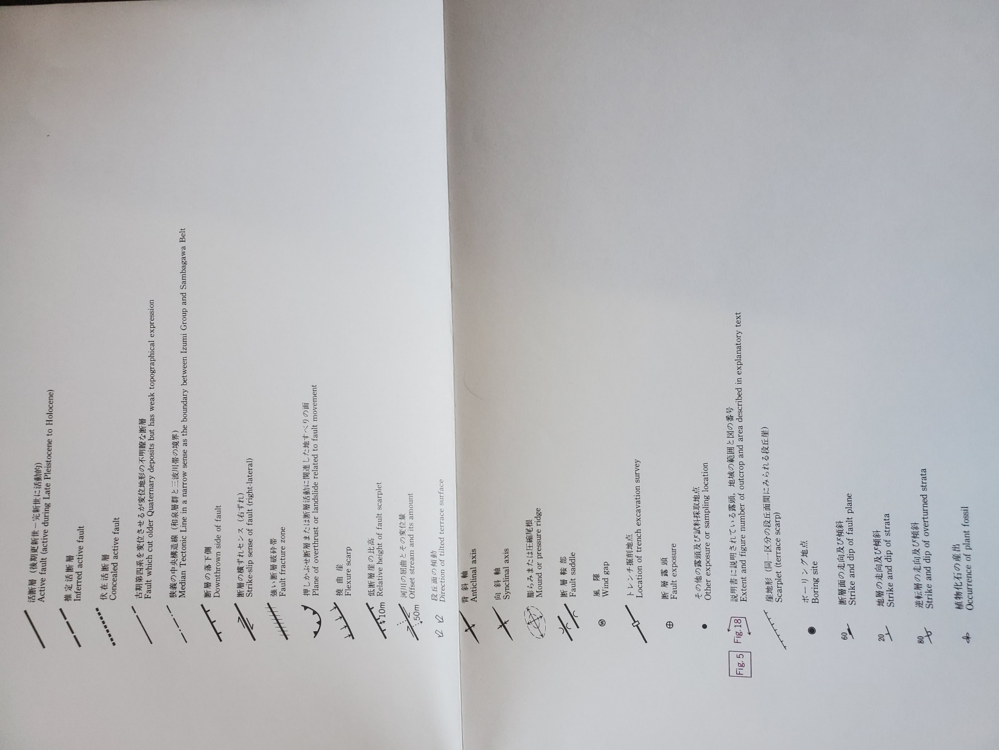 活断層（後期更新世－完新世に活動的）
Active fault (active during Late Pleistocene to Holocene)
推定活断層
Inferred active fault
伏在活断層
Concealed active fault
古期第四系を変位させるが変位地形の不明瞭な断層
Fault which cut older Quaternary deposits but has weak topographical expression
狭義の中央構造線（和泉層群と三波川帯の境界）
Median Tectonic Line in a narrow sense as the boundary between Izumi Group and Sambagawa Belt
断層の落下側
Downthrown side of fault
断層の横ずれセンス（右ずれ）
Strike-slip sense of fault (right-lateral)
強い断層破砕帯
Fault fracture zone
押しかぶせ断層または断層活動に関連した地すべりの面
Plane of overthrust or landslide related to fault movement
撓曲崖
Flexure scarp
10m
低断層崖の比高
Relative height of fault scarplet
50m
河川の屈曲とその変位量
Offset stream and its amount
段丘面の傾動
Direction of tilted terrace surface
背斜軸
Anticlinal axis
向斜軸
Synclinal axis
膨らみまたは圧縮尾根
Mound or pressure ridge
断層鞍部
Fault saddle
W
風隙
Wind gap
トレンチ掘削地点
Location of trench excavation survey
断層露頭
Fault exposure
その他の露頭及び試料採取地点
Other exposure or sampling location
Fig.5 Fig.18
説明書に説明されている露頭，地域の範囲と図の番号
Extent and figure number of outcrop and area described in explanatory text
崖地形（同一区分の段丘面間にみられる段丘崖）
Scarplet (terrace scarp)
ボーリング地点
Boring site
60
断層面の走向及び傾斜
Strike and dip of fault plane
20
地層の走向及び傾斜
Strike and dip of strata
80
逆転層の走向及び傾斜
Strike and dip of overturned strata
植物化石の産出
Occurrence of plant fossil